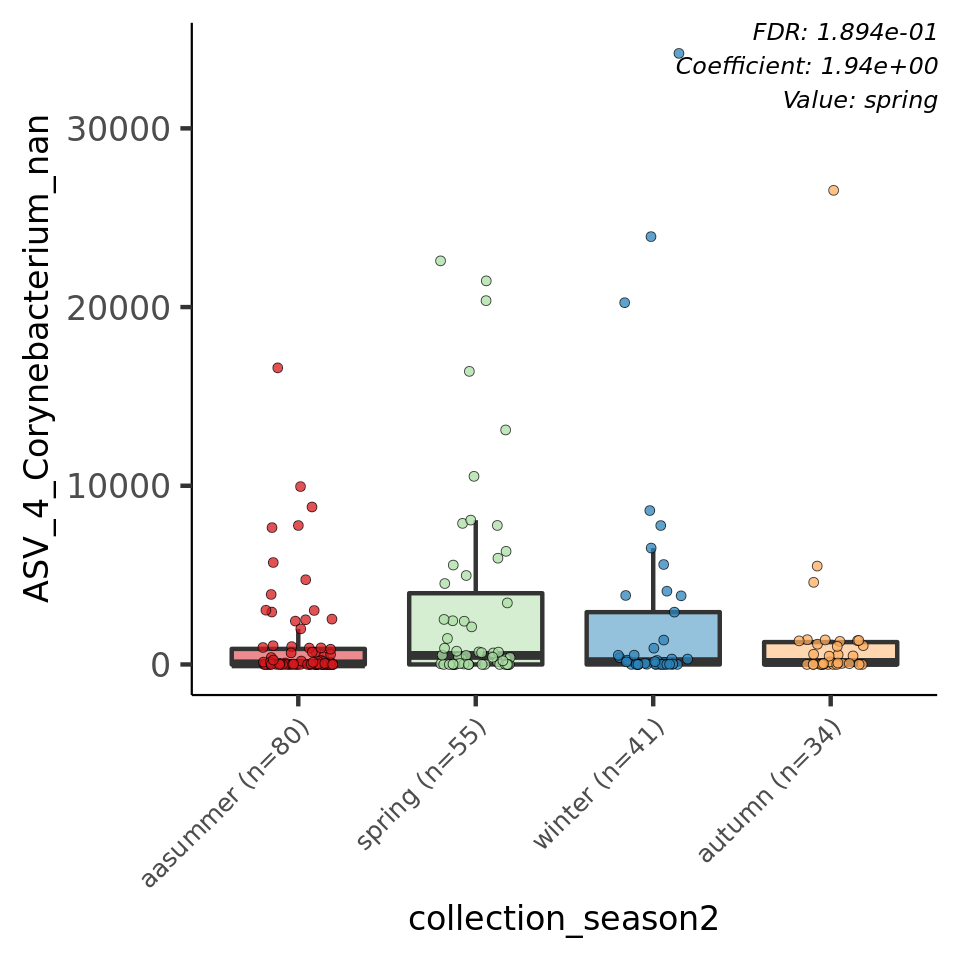 FDR: 1.894e-01
Coefficient: 1.94e+00
Value: spring
ASV_4_Corynebacterium_nan
30000
20000
10000
0
aasummer (n=80)
spring (n=55)
winter (n=41)
autumn (n=34)
collection_season2